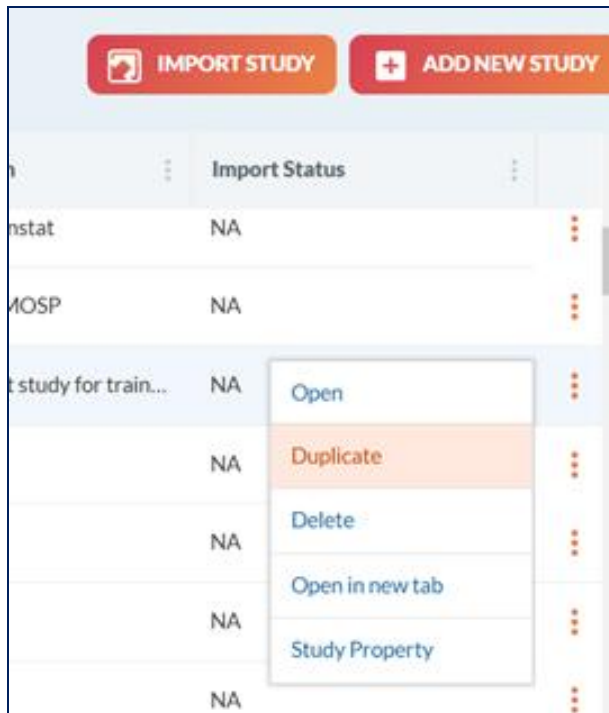 IMPORT STUDY
ADD NEW STUDY
Import Status
nstat NA
MOSP NA
t study for train... NA
Open
Duplicate
NA
Delete
NA
Open in new tab
NA
Study Property
NA